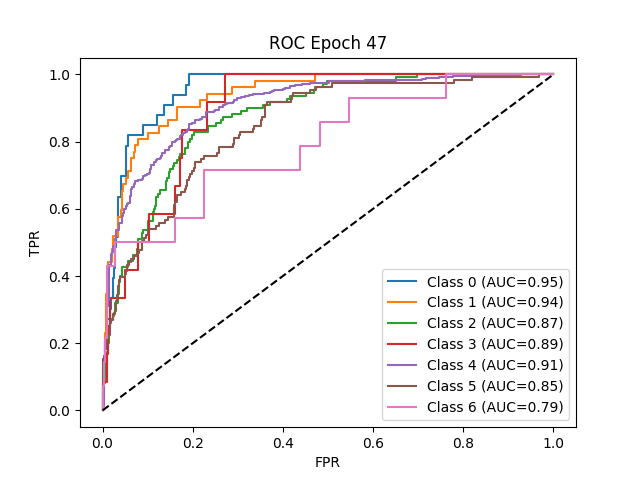 ROC Epoch 47
TPR
1.0
0.8
0.6
0.4
0.2
0.0
Class 0 (AUC=0.95)
Class 1 (AUC=0.94)
Class 2 (AUC=0.87)
Class 3 (AUC=0.89)
Class 4 (AUC=0.91)
Class 5 (AUC=0.85)
Class 6 (AUC=0.79)
0.0 0.2 0.4 0.6 0.8 1.0
FPR